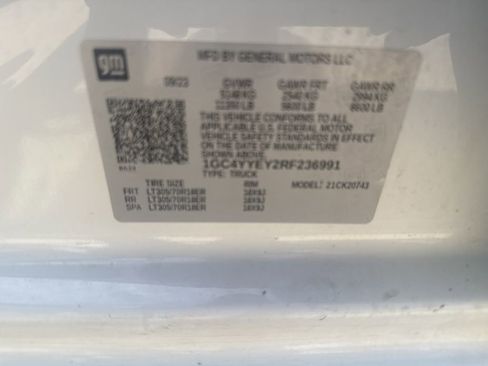 gm
MFD BY GENERAL MOTORS LLC
09/23 GVWR GAWR FRT GAWR RR
5148 KG 2540 KG 2994 KG
11350 LB 5600 LB 6600 LB
THIS VEHICLE CONFORMS TO ALL
APPLICABLE U.S. FEDERAL MOTOR
VEHICLE SAFETY STANDARDS IN EFFECT
ON THE DATE OF MANUFACTURE
SHOWN ABOVE.
1GC4YYEY2RF236991
TYPE: TRUCK
TIRE SIZE RIM MODEL: 21CK20743
FRT LT305/70R18ER 18X9J
RR LT305/70R18ER 18X9J
SPA LT305/70R18ER 18X9J